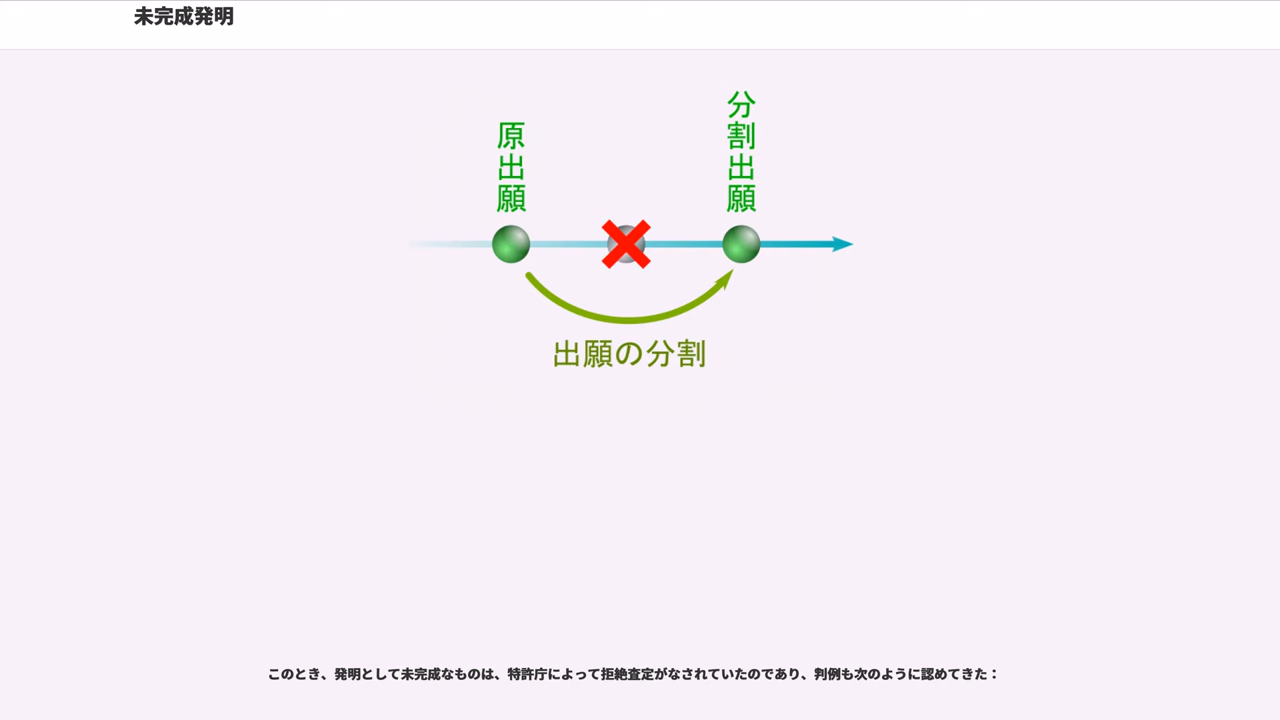 未完成発明
原出願
分割出願
出願の分割
このとき、発明として未完成なものは、特許庁によって拒絶査定がなされていたのであり、判例も次のように認めてきた：